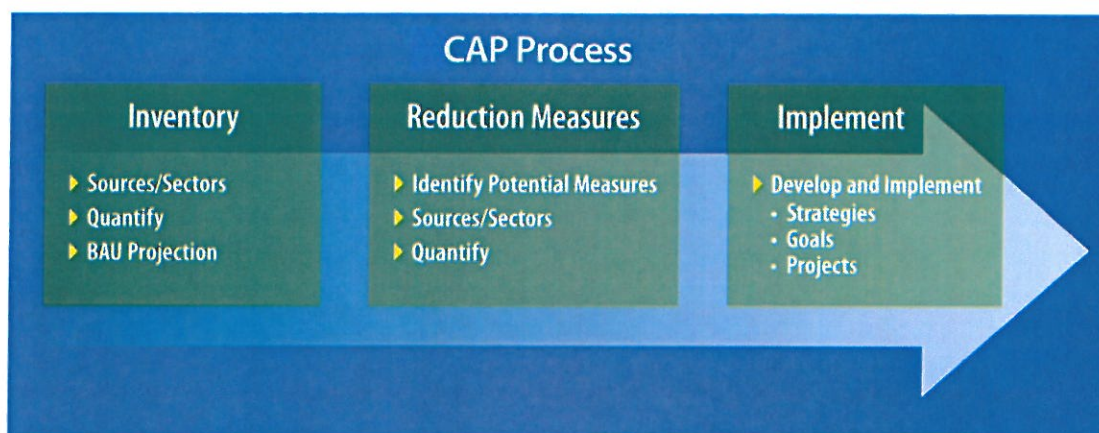 CAP Process
Inventory
▶ Sources/Sectors
▶ Quantify
▶ BAU Projection
Reduction Measures
▶ Identify Potential Measures
▶ Sources/Sectors
▶ Quantify
Implement
▶ Develop and Implement
• Strategies
• Goals
• Projects